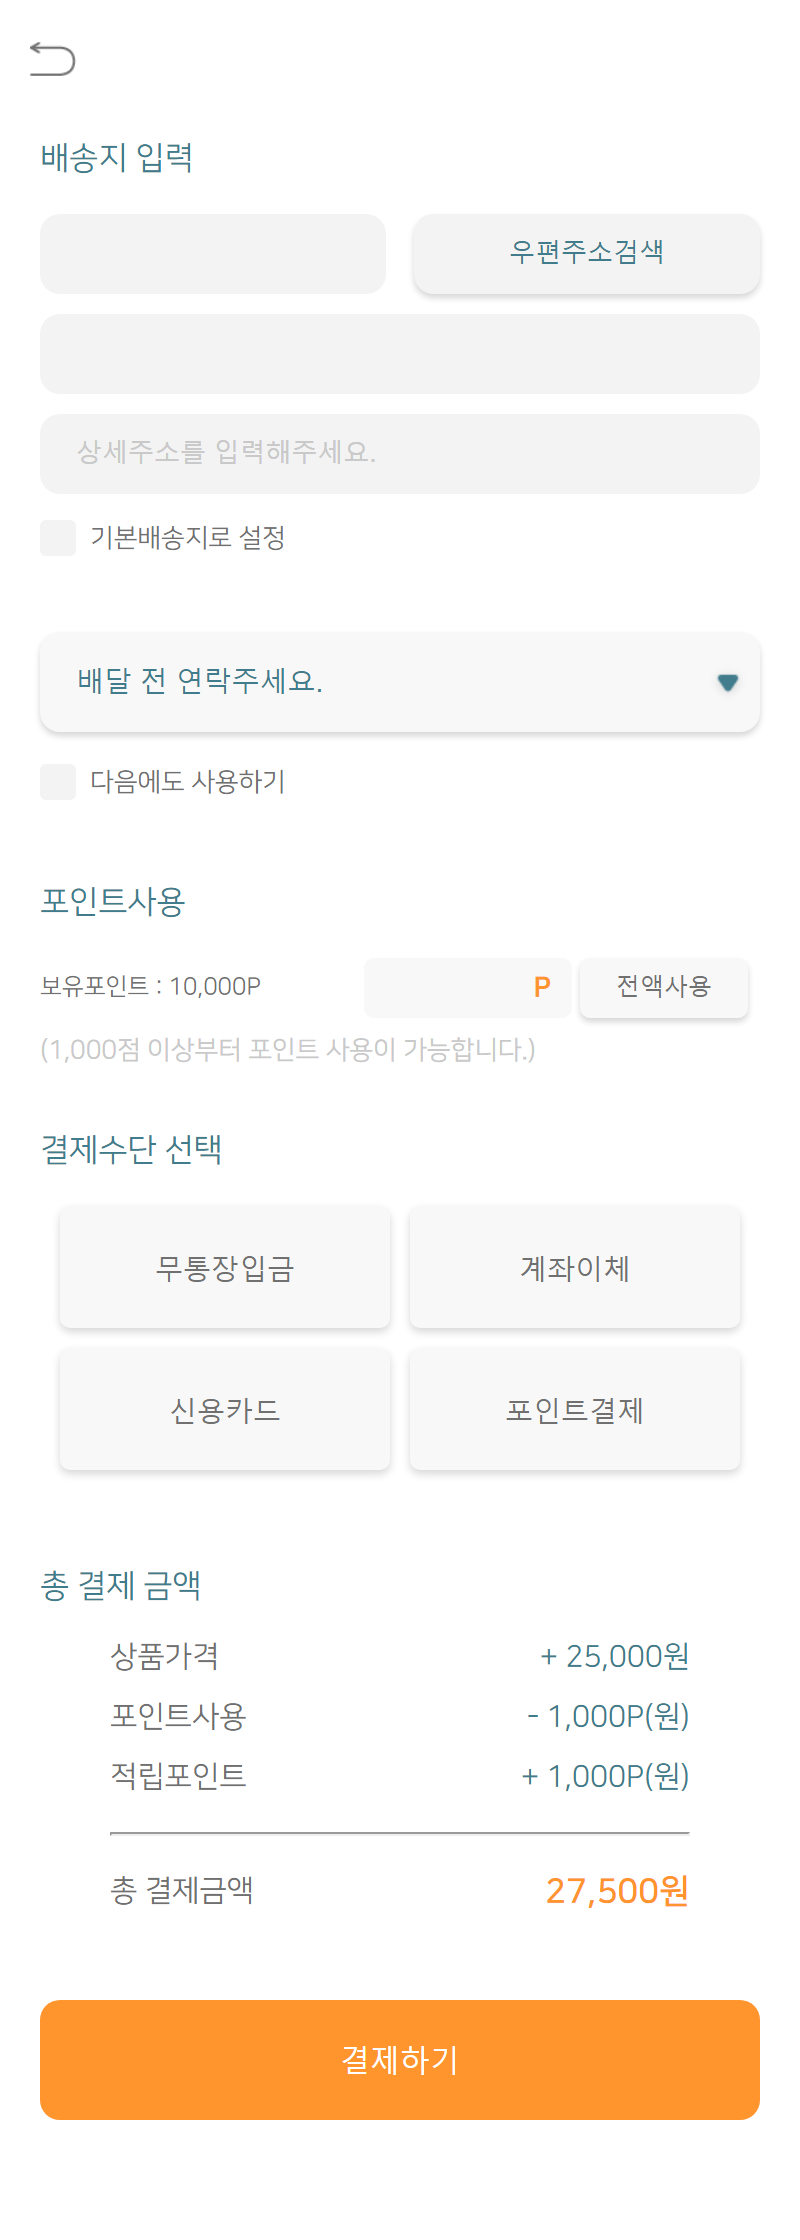 배송지 입력
우편주소검색
상세주소를 입력해주세요.
기본배송지로 설정
배달 전 연락주세요.
다음에도 사용하기
포인트사용
보유포인트 : 10,000P P 전액사용
(1,000점 이상부터 포인트 사용이 가능합니다.)
결제수단 선택
무통장입금 계좌이체
신용카드 포인트결제
총 결제 금액
상품가격 + 25,000원
포인트사용 - 1,000P(원)
적립포인트 + 1,000P(원)
총 결제금액 27,500원
결제하기